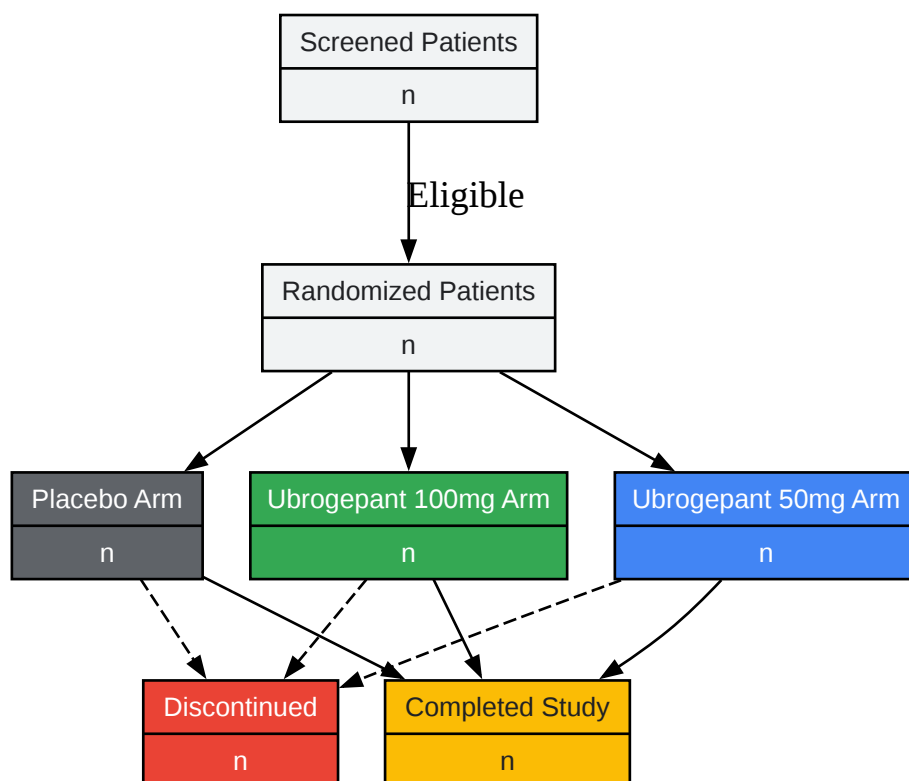 Screened Patients
n
Eligible
Randomized Patients
n
Placebo Arm
n
Ubrogepant 100mg Arm
n
Ubrogepant 50mg Arm
n
Discontinued
n
Completed Study
n